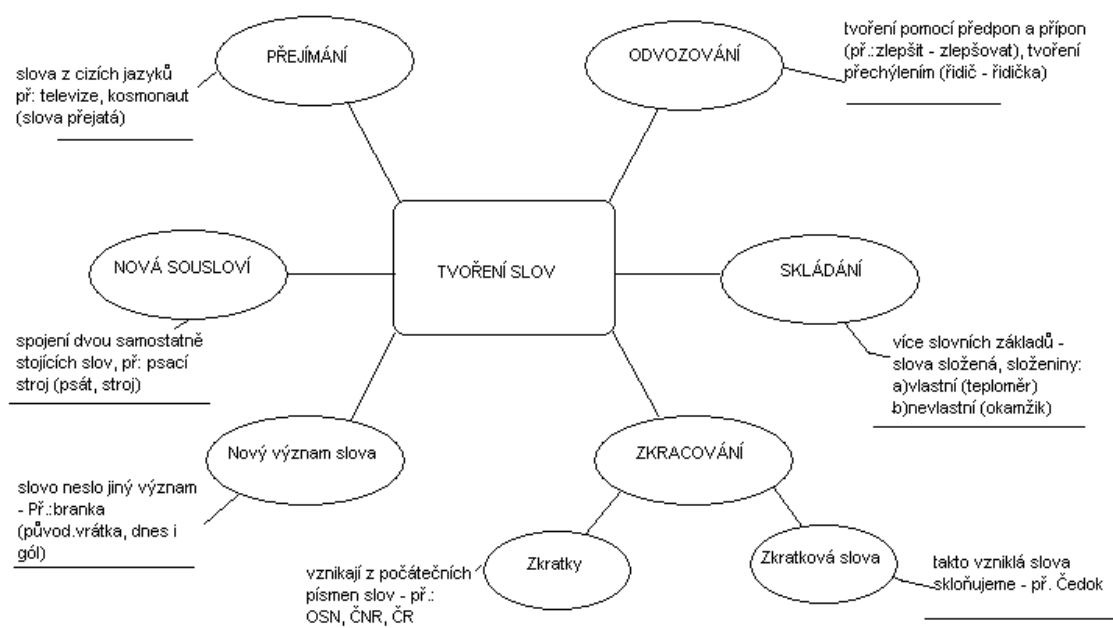 PŘEJÍMÁNÍ
slova z cizích jazyků
př: televize, kosmonaut
(slova přejatá)
ODVOZOVÁNÍ
tvoření pomocí předpon a přípon
(př.:zlepšit - zlepšovat), tvoření
přechýlením (řidič - řidička)
NOVÁ SOUSLOVÍ
spojení dvou samostatně
stojících slov, př: psací
stroj (psát, stroj)
TVOŘENÍ SLOV
SKLÁDÁNÍ
více slovních základů -
slova složená, složeniny:
a)vlastní (teploměr)
b)nevlastní (okamžik)
Nový význam slova
slovo neslo jiný význam
- Př.:branka
(původ.vrátka, dnes i
gól)
ZKRACOVÁNÍ
Zkratky
vznikají z počátečních
písmen slov - př.:
OSN, ČNR, ČR
Zkratková slova
takto vzniklá slova
skloňujeme - př. Čedok